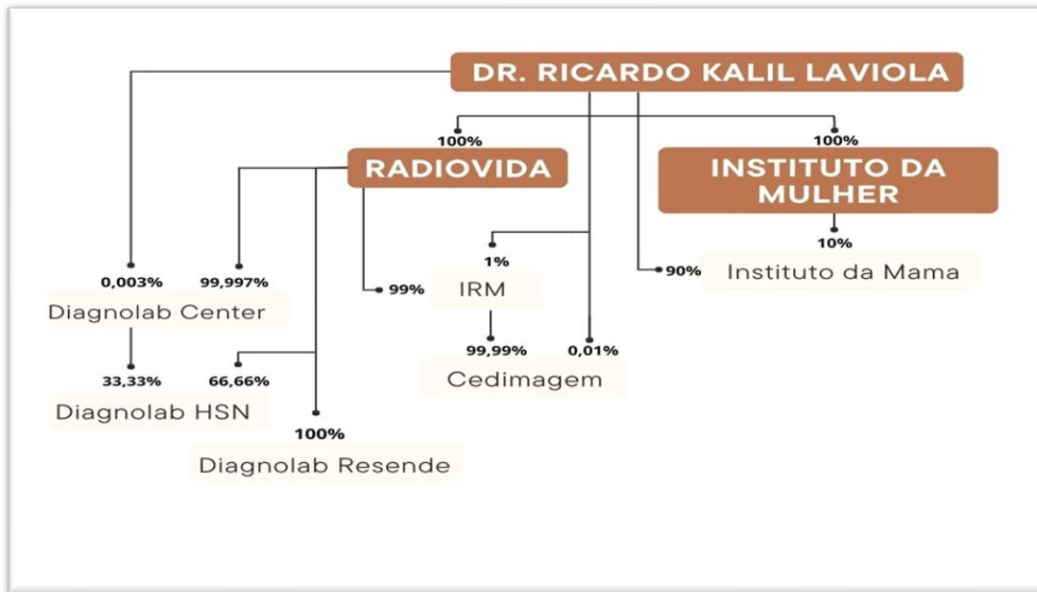 DR. RICARDO KALIL LAVIOLA
100%
100%
RADIOVIDA
INSTITUTO DA
MULHER
10%
0,003%
99,997%
99%
1%
IRM
90%
Instituto da Mama
Diagnolab Center
99,99%
0,01%
Cedimagem
33,33%
66,66%
Diagnolab HSN
100%
Diagnolab Resende